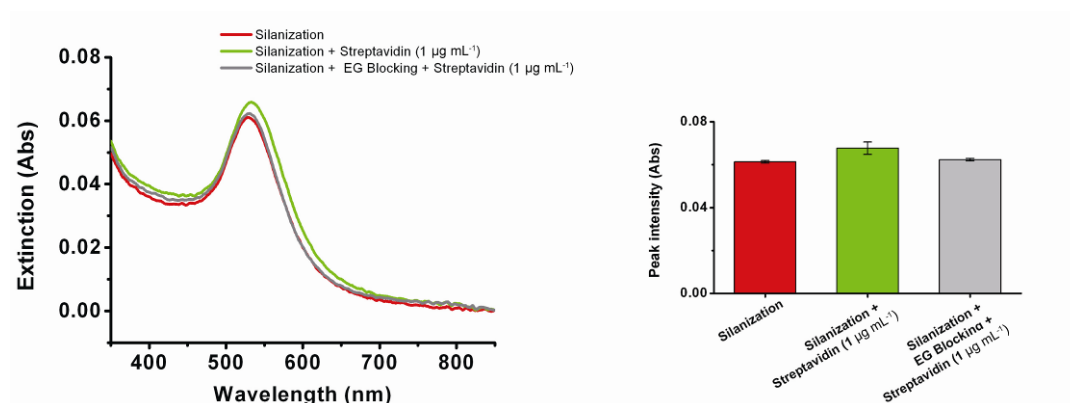 Silanization
Silanization + Streptavidin (1 µg mL⁻¹)
Silanization + EG Blocking + Streptavidin (1 µg mL⁻¹)
Extinction (Abs)
0.08
0.06
0.04
0.02
0.00
400
500
600
700
800
Wavelength (nm)
Peak intensity (Abs)
0.08
0.04
0.00
Silanization
Silanization +
Streptavidin (1 µg mL⁻¹)
Silanization +
EG Blocking +
Streptavidin (1 µg mL⁻¹)